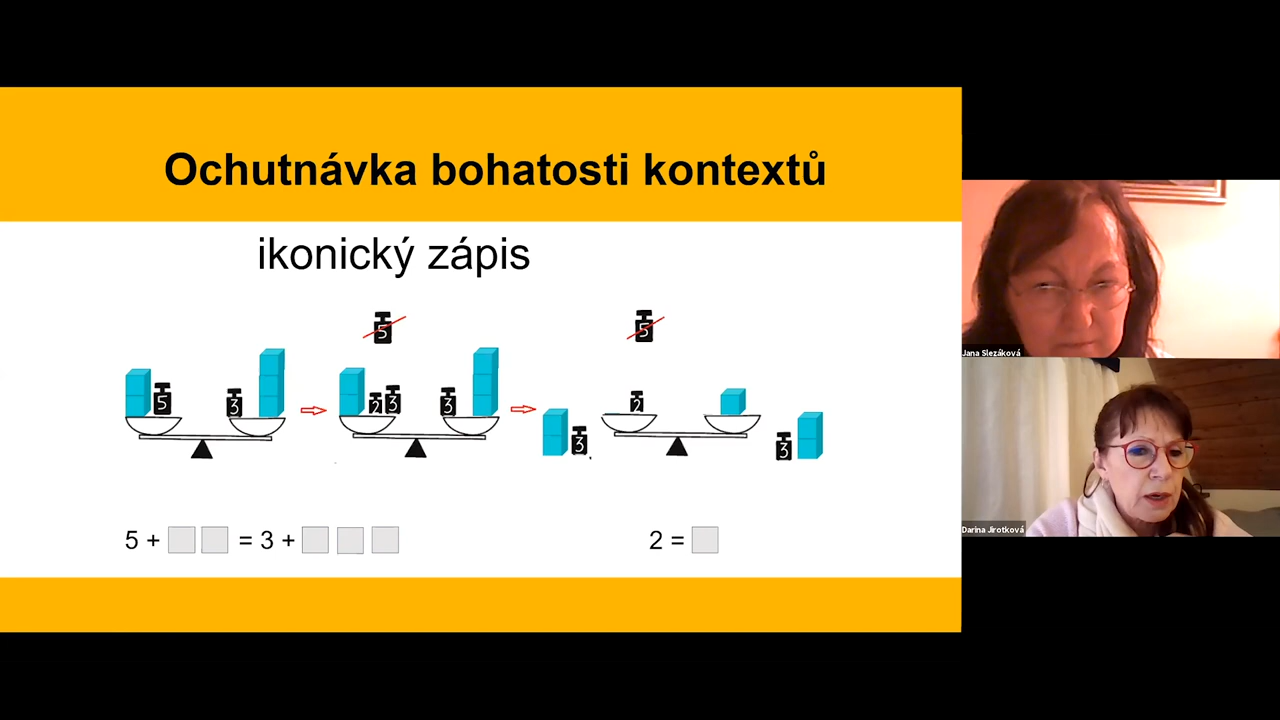 Ochutnávka bohatosti kontextů
ikonický zápis
5
5
5
3
2 3
3
2
3
3
5 + = 3 +
2 =
Jana Slezáková
Darina Jirotková